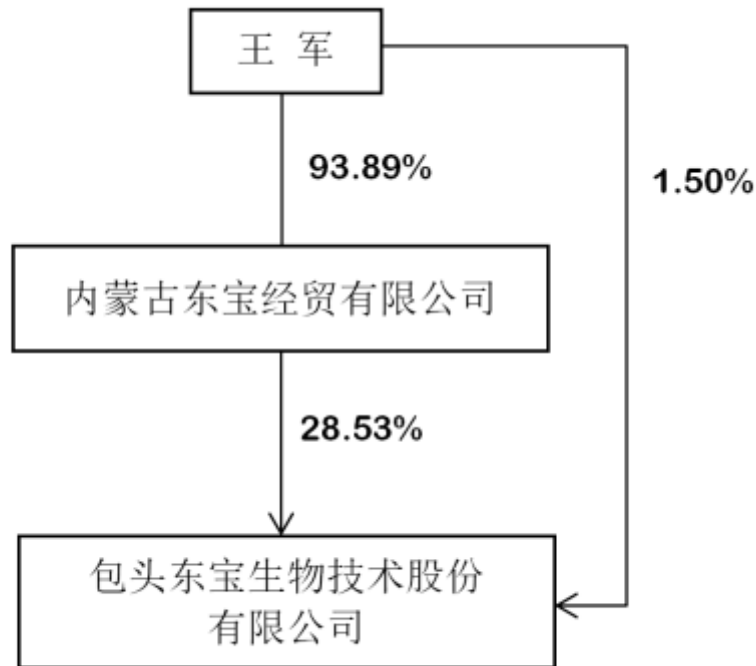 王 军
93.89%
1.50%
内蒙古东宝经贸有限公司
28.53%
包头东宝生物技术股份
有限公司